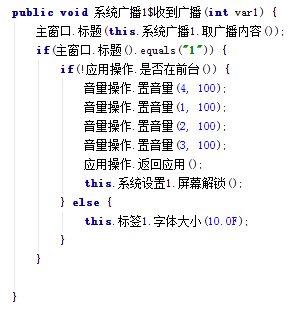 public void 系统广播1$收到广播(int var1) {
主窗口.标题(this.系统广播1.取广播内容());
if(主窗口.标题().equals("1")) {
if(!应用操作.是否在前台()) {
音量操作.置音量(4, 100);
音量操作.置音量(1, 100);
音量操作.置音量(2, 100);
音量操作.置音量(3, 100);
应用操作.返回应用();
this.系统设置1.屏幕解锁();
} else {
this.标签1.字体大小(10.0F);
}
}
}